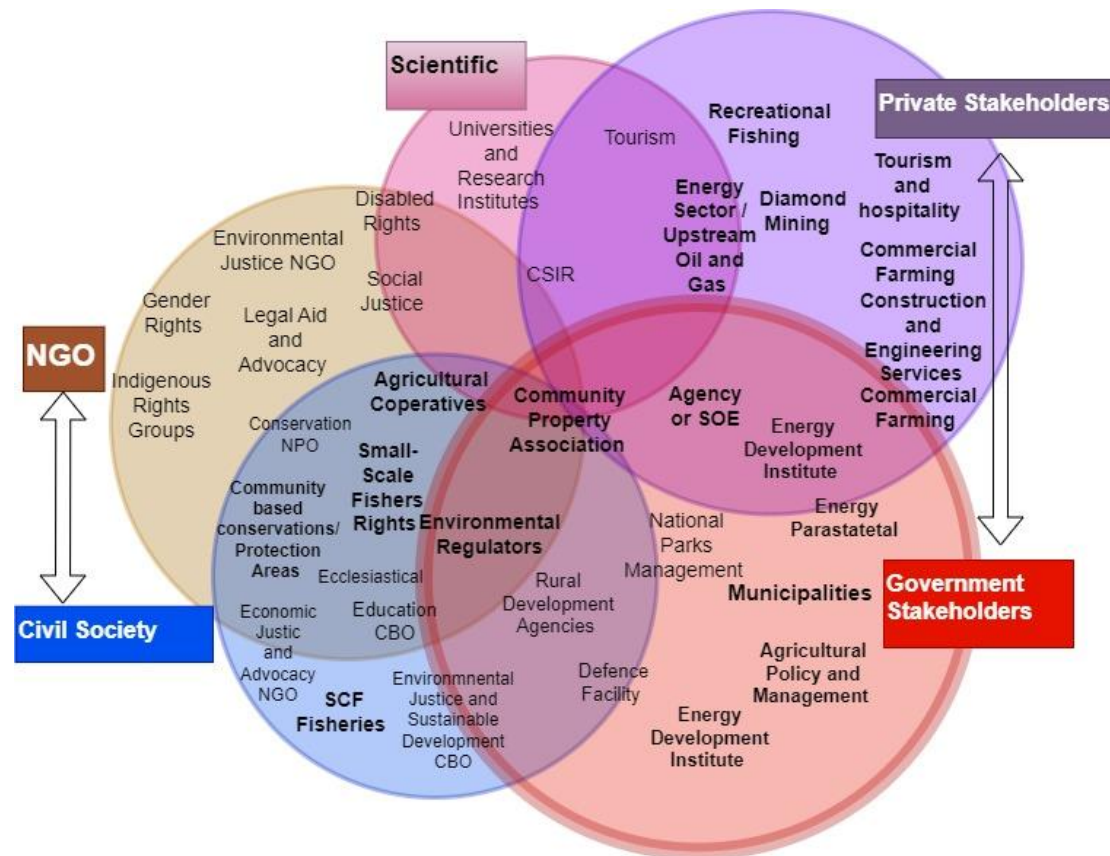 Scientific
Private Stakeholders
Recreational
Fishing
Universities
and
Research
Institutes
Tourism
Tourism
and
hospitality
Energy
Sector /
Upstream
Oil and
Gas
Diamond
Mining
Disabled
Rights
Environmental
Justice NGO
Social
Justice
CSIR
Commercial
Farming
Construction
and
Engineering
Services
Commercial
Farming
Gender
Rights
Legal Aid
and
Advocacy
NGO
Indigenous
Rights
Groups
Agricultural
Coperatives
Community
Property
Association
Agency
or SOE
Conservation
NPO
Energy
Development
Institute
Small-
Scale
Fishers
Rights
Community
based
conservations/
Protection
Areas
Environmental
Regulators
National
Parks
Management
Energy
Parastatetal
Ecclesiastical
Rural
Development
Agencies
Municipalities
Government
Stakeholders
Civil Society
Economic
Justic
and
Advocacy
NGO
Education
CBO
Agricultural
Policy and
Management
Environmnental
Justice and
Sustainable
Development
CBO
Defence
Facility
SCF
Fisheries
Energy
Development
Institute